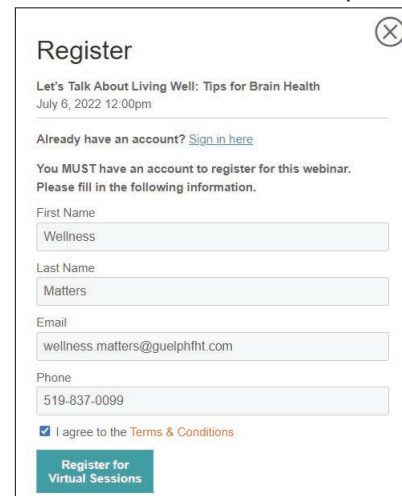 Register
Let's Talk About Living Well: Tips for Brain Health
July 6, 2022 12:00pm
Already have an account? Sign in here
You MUST have an account to register for this webinar.
Please fill in the following information.
First Name
Wellness
Last Name
Matters
Email
wellness.matters@guelphfht.com
Phone
519-837-0099
I agree to the Terms & Conditions
Register for
Virtual Sessions